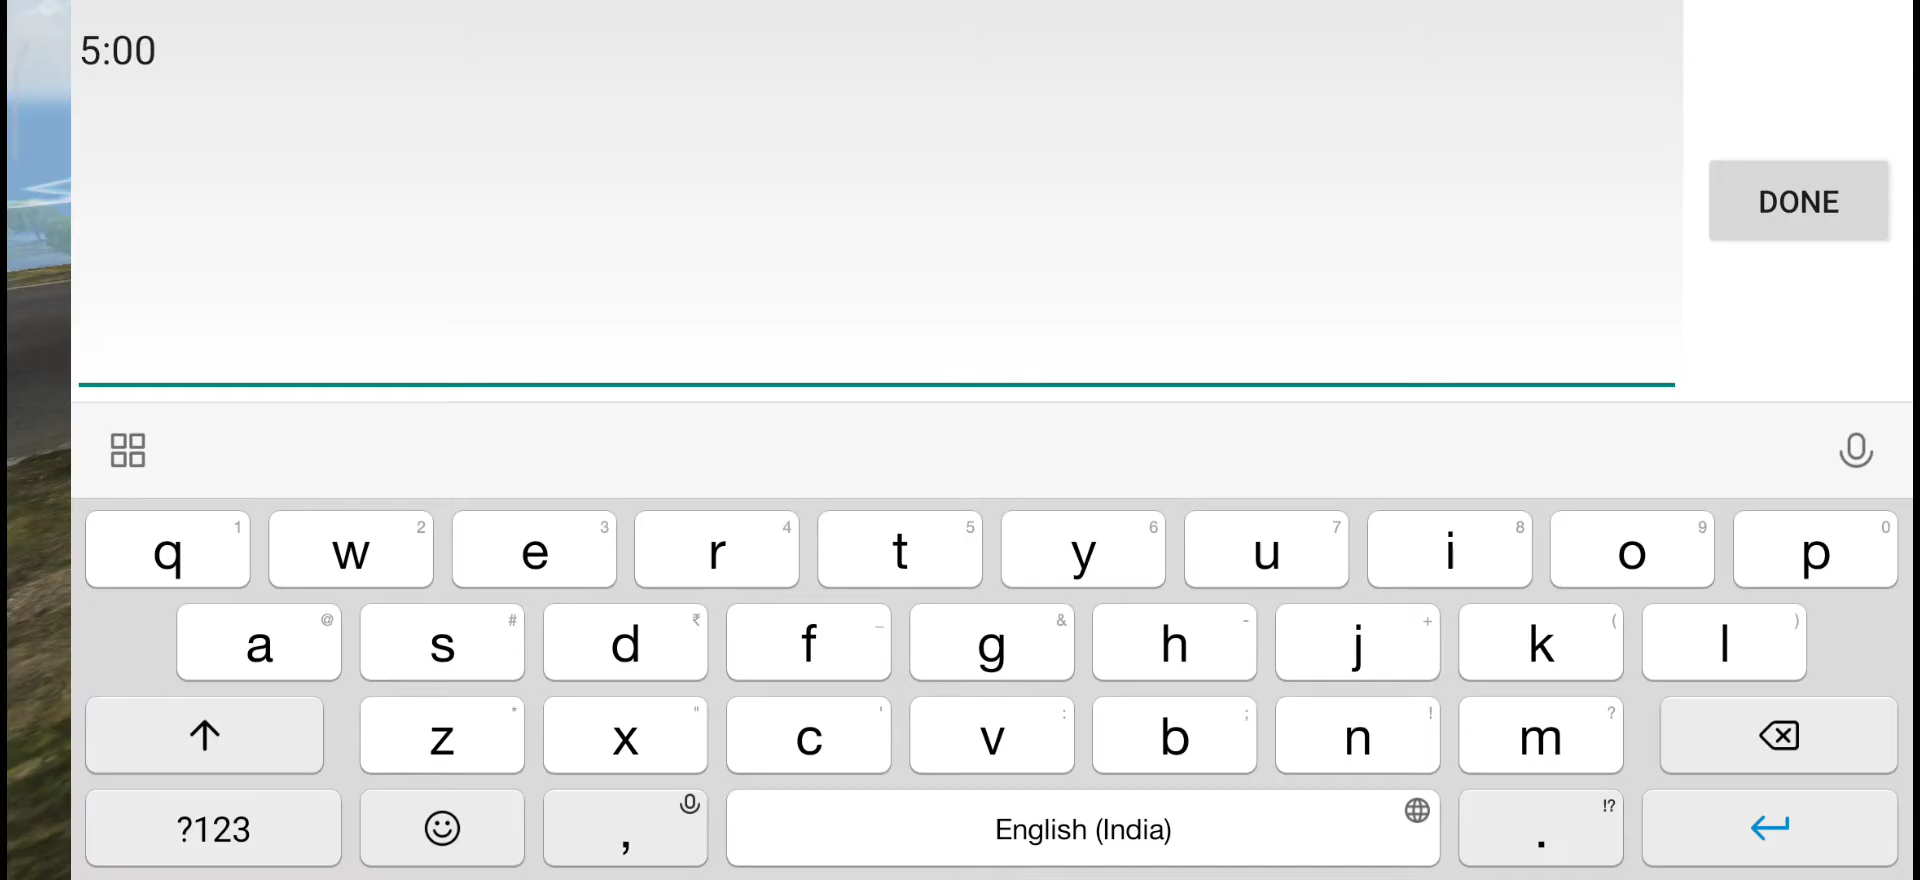 5:00
DONE
q 1 w 2 e 3 r 4 t 5 y 6 u 7 i 8 o 9 p 0
a @ s # d ₹ f _ g & h - j + k ( l )
z * x " c ' v : b ; n ! m ?
?123 , English (India) . !?